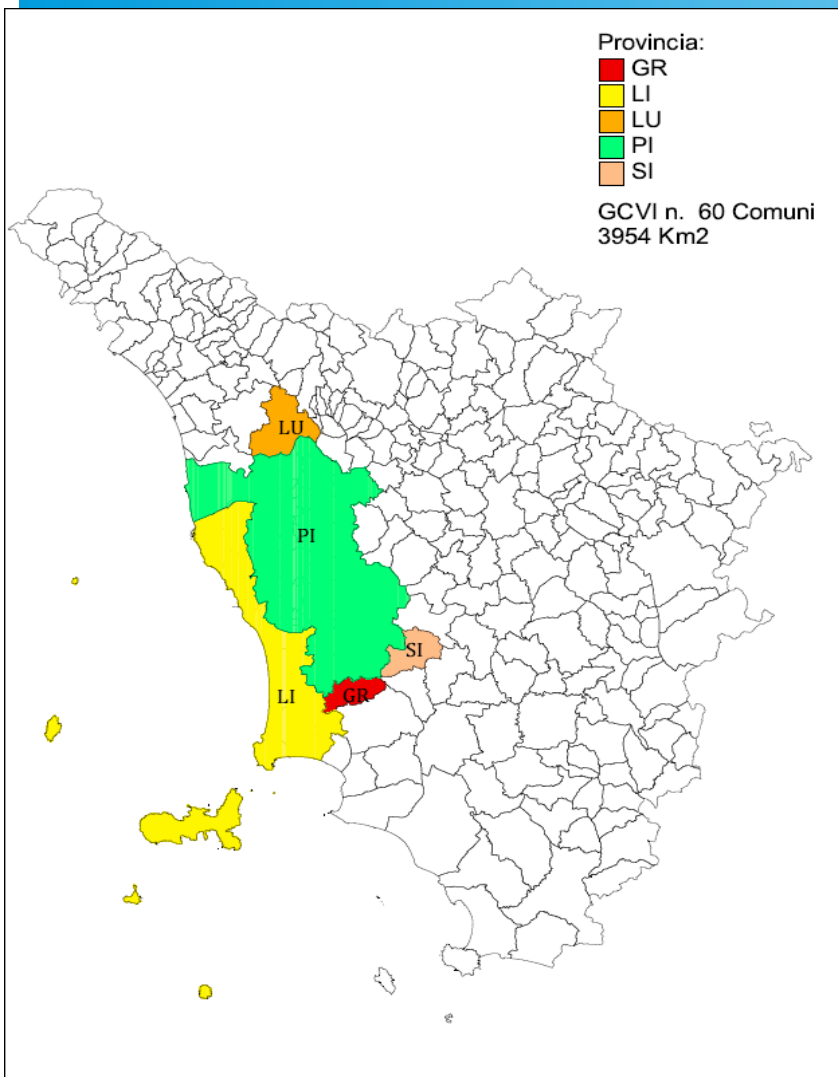 Provincia:
GR
LI
LU
PI
SI
GCVI n. 60 Comuni
3954 Km2
LU
PI
SI
LI
GR